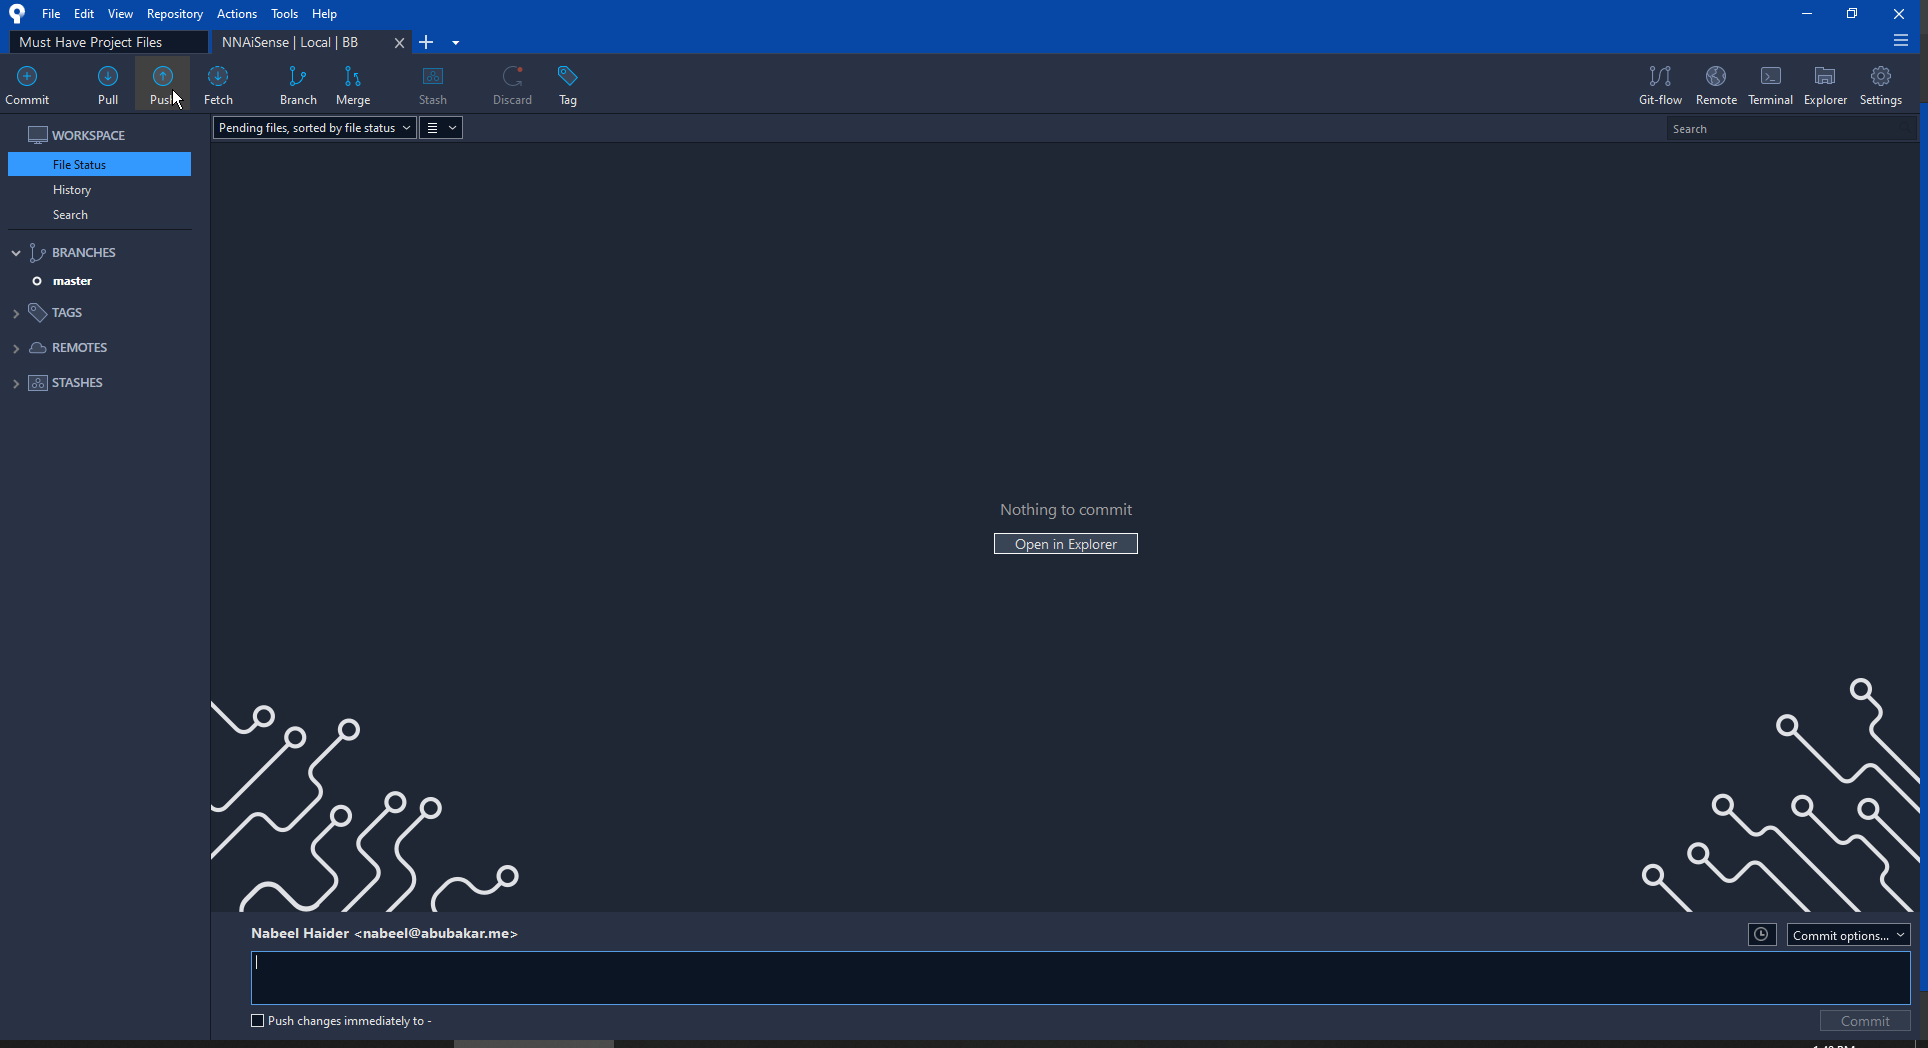 File Edit View Repository Actions Tools Help
Must Have Project Files NNAiSense | Local | BB
Commit Pull Push Fetch Branch Merge Stash Discard Tag Git-flow Remote Terminal Explorer Settings
WORKSPACE
Pending files, sorted by file status
Search
File Status
History
Search
BRANCHES
master
TAGS
REMOTES
STASHES
Nothing to commit
Open in Explorer
Nabeel Haider <nabeel@abubakar.me>
Commit options...
Push changes immediately to -
Commit